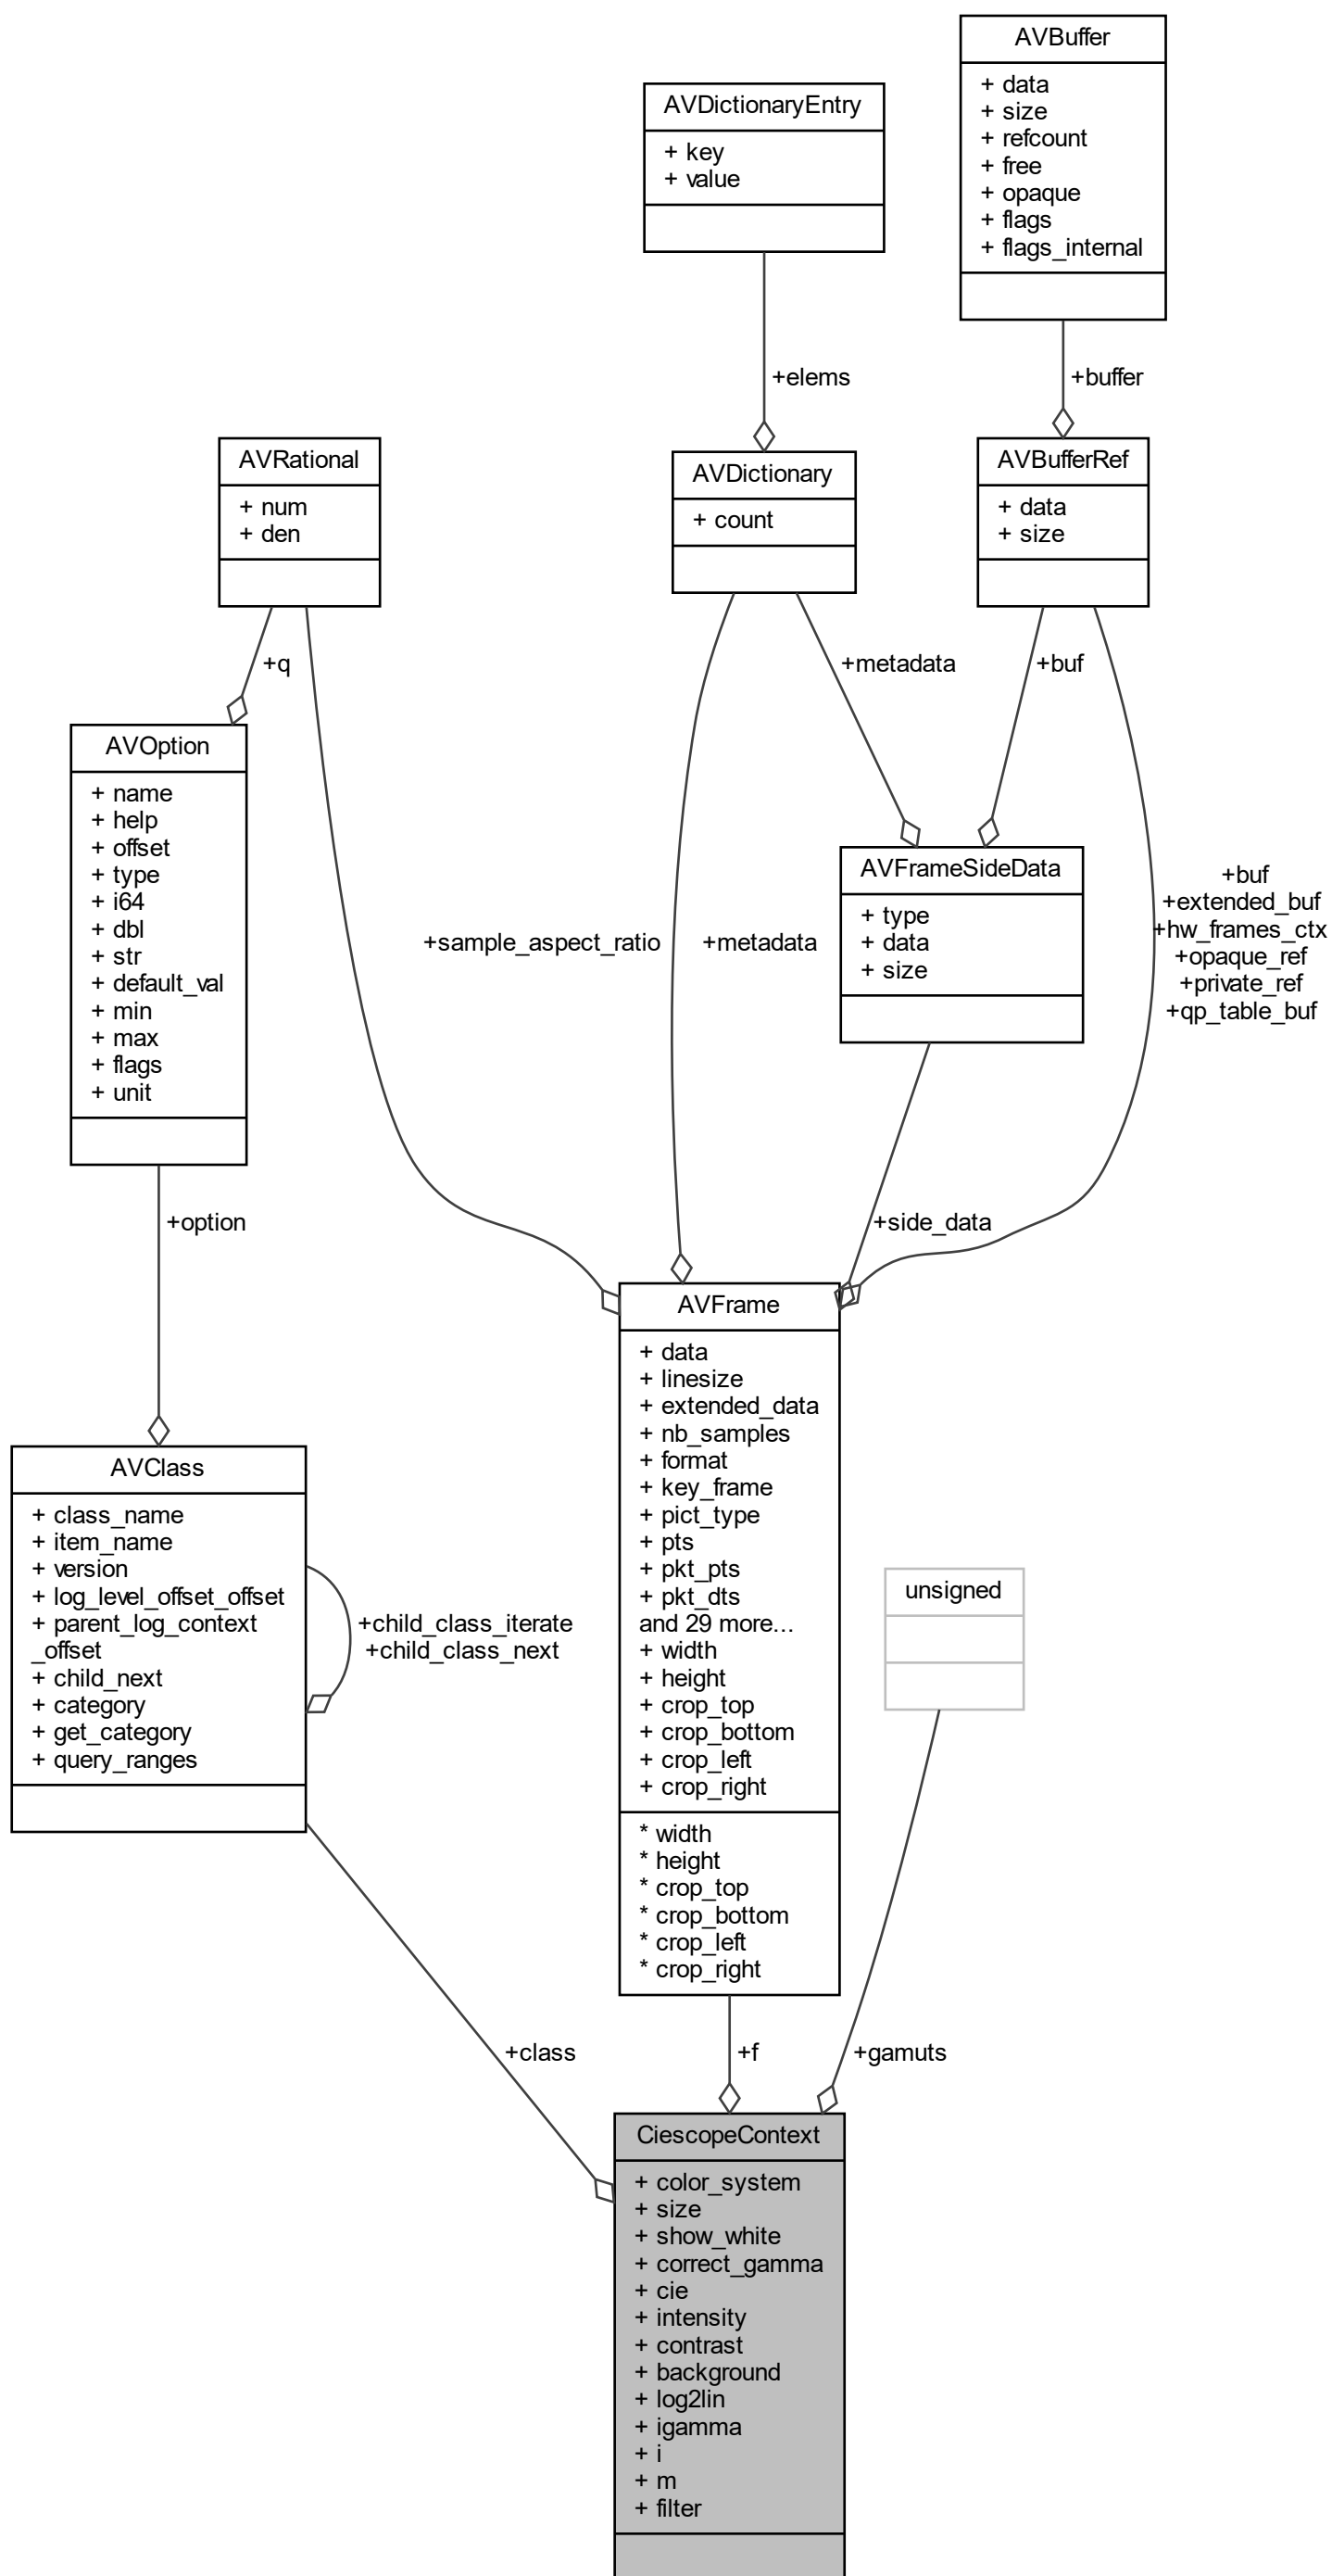 AVBuffer
+ data
+ size
+ refcount
+ free
+ opaque
+ flags
+ flags_internal
AVDictionaryEntry
+ key
+ value
+elems
+buffer
AVRational
+ num
+ den
AVDictionary
+ count
AVBufferRef
+ data
+ size
+q
+metadata
+buf
AVOption
+ name
+ help
+ offset
+ type
+ i64
+ dbl
+ str
+ default_val
+ min
+ max
+ flags
+ unit
AVFrameSideData
+ type
+ data
+ size
+buf
+extended_buf
+hw_frames_ctx
+opaque_ref
+private_ref
+qp_table_buf
+sample_aspect_ratio
+metadata
+option
+side_data
AVFrame
+ data
+ linesize
+ extended_data
+ nb_samples
+ format
+ key_frame
+ pict_type
+ pts
+ pkt_pts
+ pkt_dts
and 29 more...
+ width
+ height
+ crop_top
+ crop_bottom
+ crop_left
+ crop_right
* width
* height
* crop_top
* crop_bottom
* crop_left
* crop_right
AVClass
+ class_name
+ item_name
+ version
+ log_level_offset_offset
+ parent_log_context
_offset
+ child_next
+ category
+ get_category
+ query_ranges
+child_class_iterate
+child_class_next
unsigned
+class
+f
+gamuts
CiescopeContext
+ color_system
+ size
+ show_white
+ correct_gamma
+ cie
+ intensity
+ contrast
+ background
+ log2lin
+ igamma
+ i
+ m
+ filter